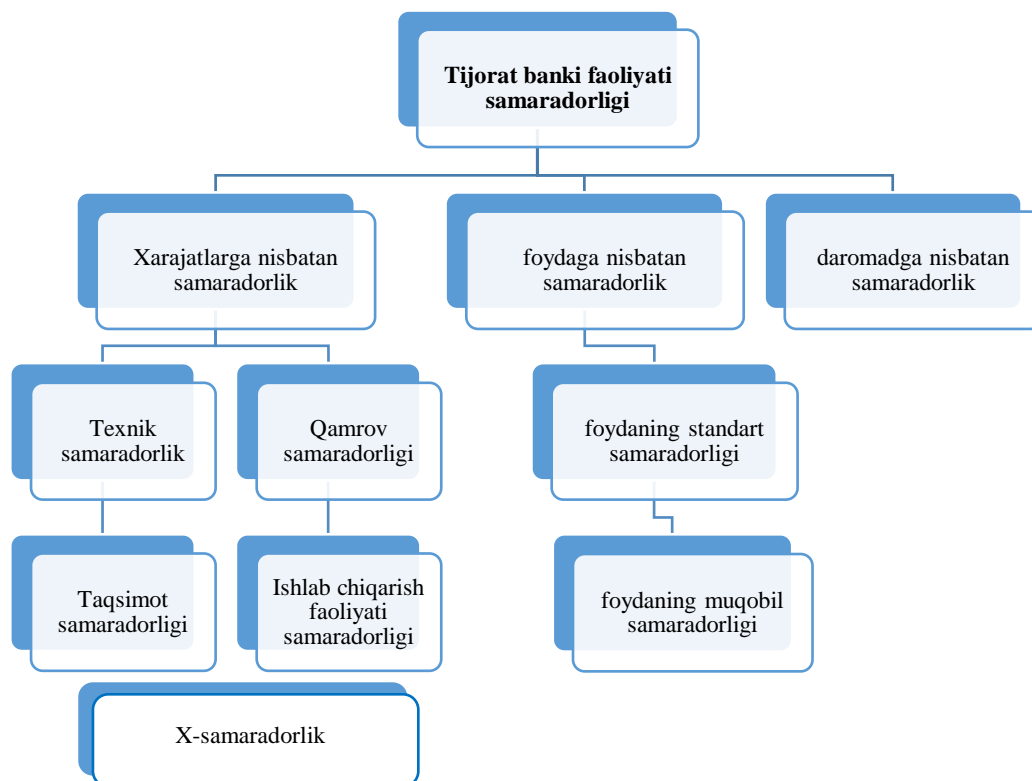 Tijorat banki faoliyati
samaradorligi
Xarajatlarga nisbatan
samaradorlik
foydaga nisbatan
samaradorlik
daromadga nisbatan
samaradorlik
Texnik
samaradorlik
Qamrov
samaradorligi
foydaning standart
samaradorligi
Taqsimot
samaradorligi
Ishlab chiqarish
faoliyati
samaradorligi
foydaning muqobil
samaradorligi
X-samaradorlik